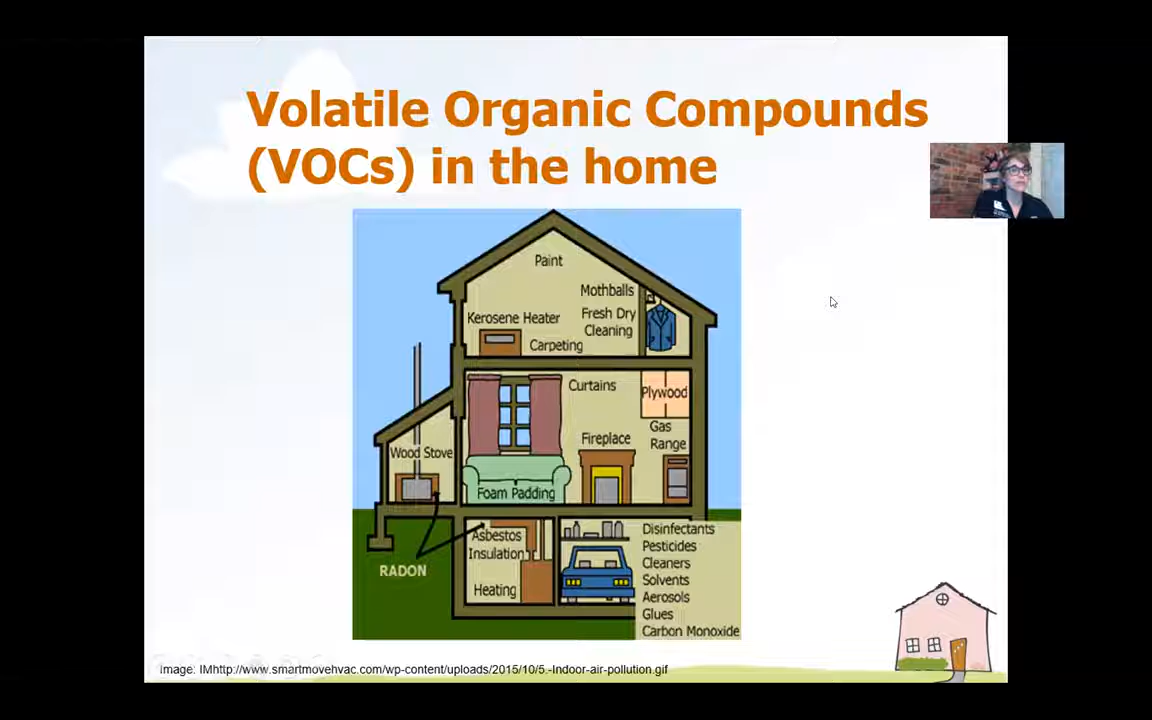 Volatile Organic Compounds
(VOCs) in the home
Paint
Mothballs
Kerosene Heater
Fresh Dry
Cleaning
Carpeting
Curtains
Plywood
Gas
Range
Fireplace
Wood Stove
Foam Padding
Asbestos
Insulation
RADON
Heating
Disinfectants
Pesticides
Cleaners
Solvents
Aerosols
Glues
Carbon Monoxide
image: IMhttp://www.smartmovehvac.com/wp-content/uploads/2015/10/5.-Indoor-air-pollution.gif